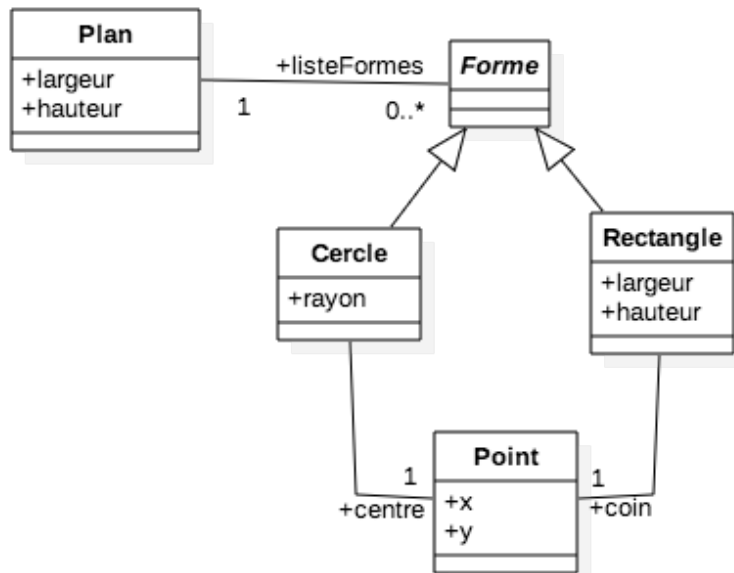 Plan
+largeur
+hauteur
+listeFormes
1
0..*
Forme
Cercle
+rayon
Rectangle
+largeur
+hauteur
Point
+x
+y
1
+centre
1
+coin